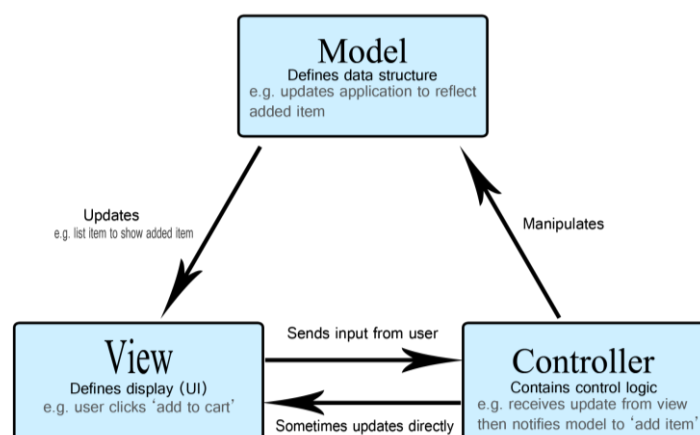 Model
Defines data structure
e.g. updates application to reflect
added item
Updates
e.g. list item to show added item
Manipulates
View
Defines display (UI)
e.g. user clicks ‘add to cart’
Sends input from user
Sometimes updates directly
Controller
Contains control logic
e.g. receives update from view
then notifies model to ‘add item’